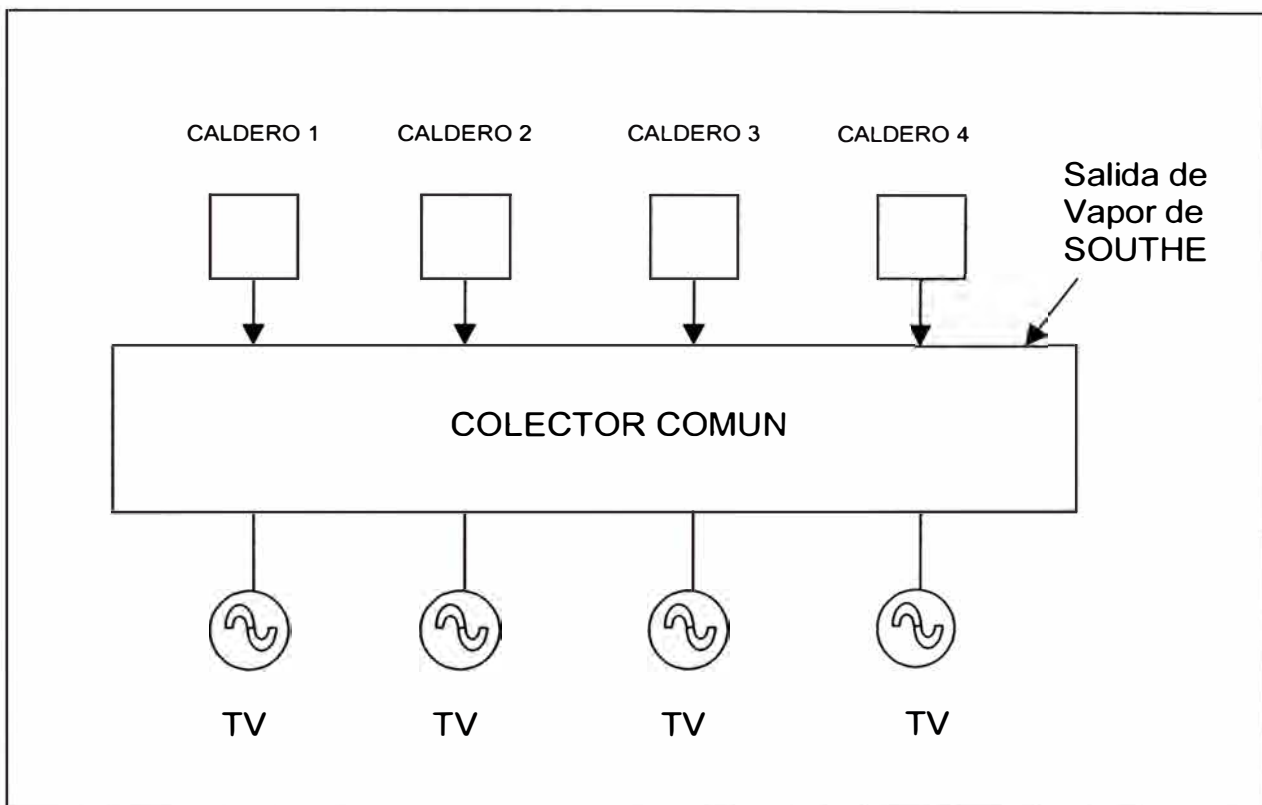 CALDERO 1
CALDERO 2
CALDERO 3
CALDERO 4
Salida de
Vapor de
SOUTHE
COLECTOR COMUN
TV
TV
TV
TV